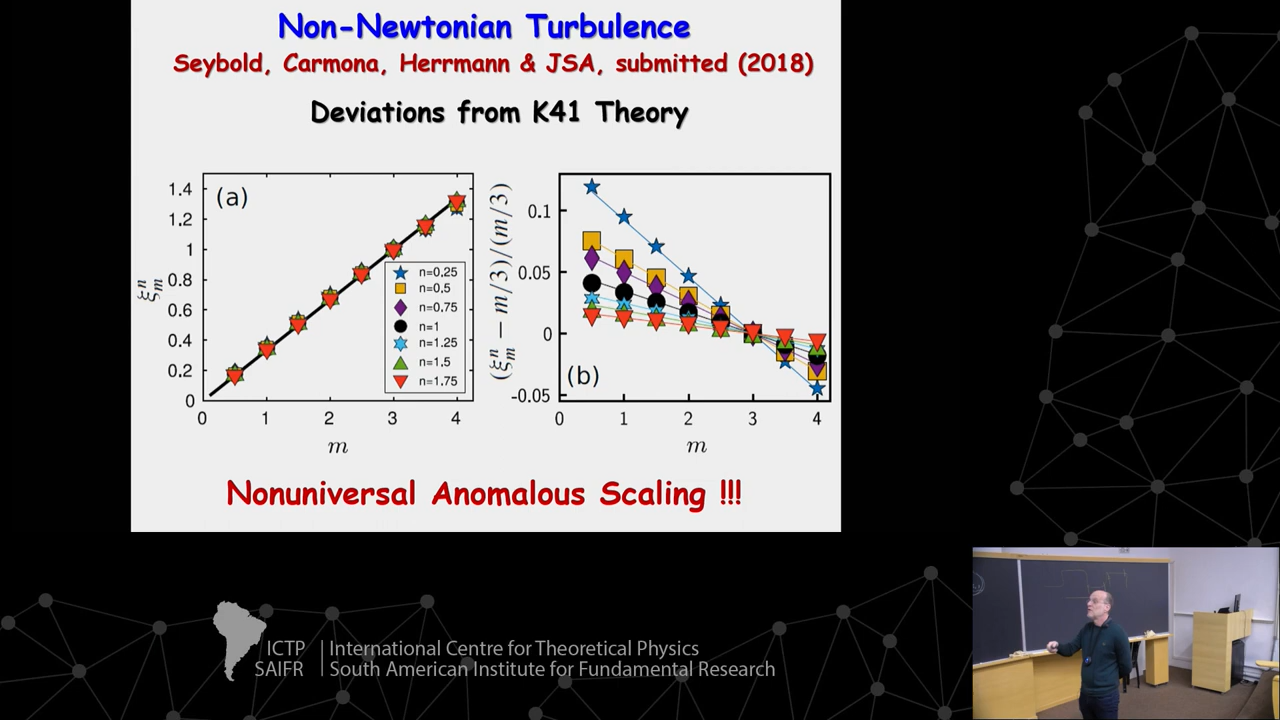 Non-Newtonian Turbulence
Seybold, Carmona, Herrmann & JSA, submitted (2018)
Deviations from K41 Theory
(a)
1.4
1.2
1
0.8
0.6
0.4
0.2
0
ξₘⁿ
0 1 2 3 4
m
n=0.25
n=0.5
n=0.75
n=1
n=1.25
n=1.5
n=1.75
(b)
0.1
0.05
0
-0.05
(ξₘⁿ − m/3)/(m/3)
0 1 2 3 4
m
Nonuniversal Anomalous Scaling !!!
ICTP
SAIFR
International Centre for Theoretical Physics
South American Institute for Fundamental Research